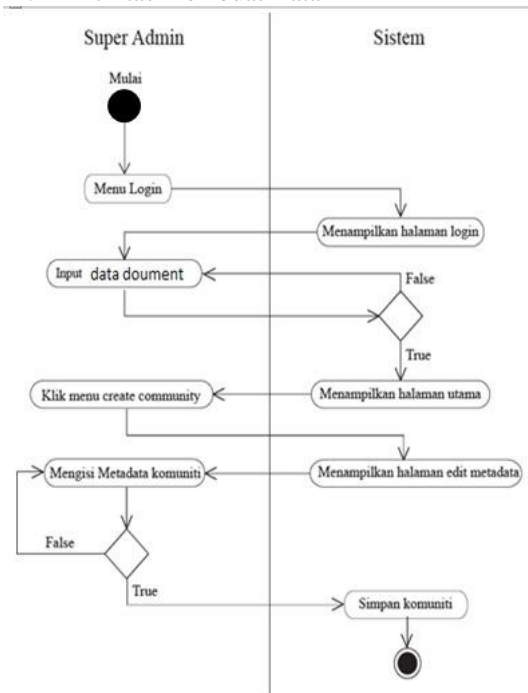 Super Admin
Sistem
Mulai
Menu Login
Menampilkan halaman login
Input data doument
False
True
Menampilkan halaman utama
Klik menu create community
Menampilkan halaman edit metadata
Mengisi Metadata komuniti
False
True
Simpan komuniti